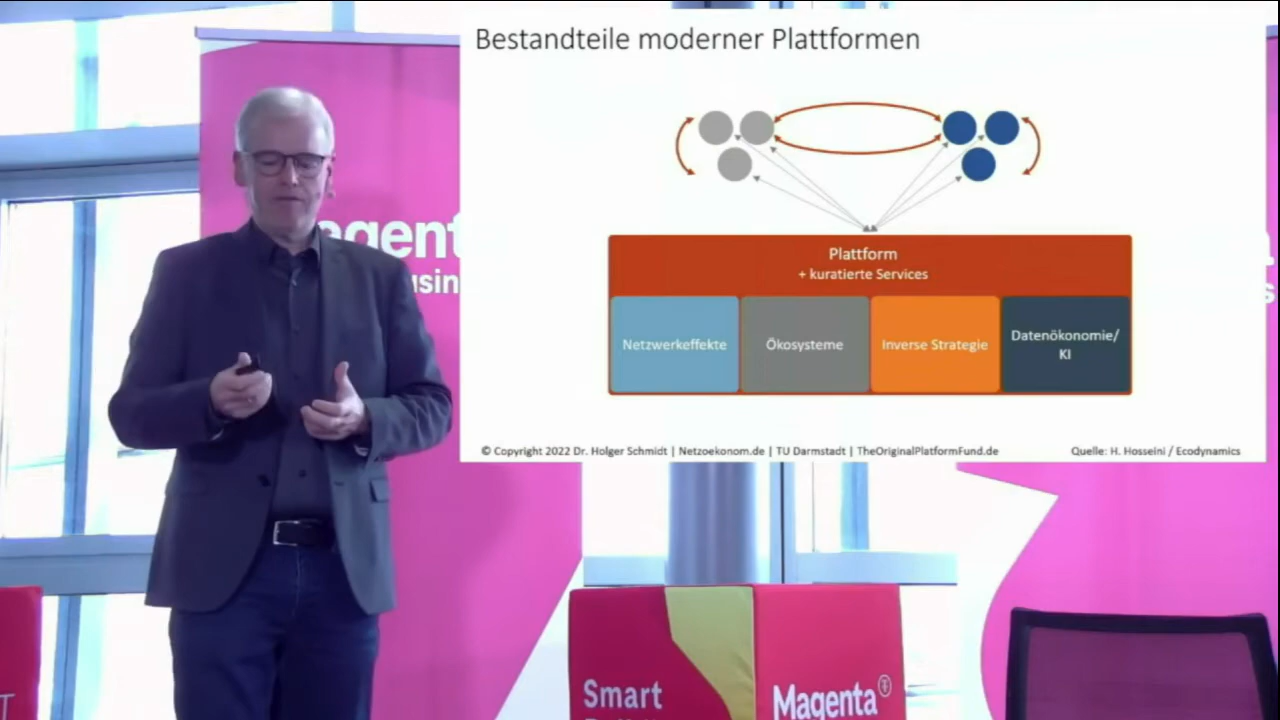 Bestandteile moderner Plattformen
Plattform
+ kuratierte Services
Netzwerkeffekte
Ökosysteme
Inverse Strategie
Datenökonomie/
KI
© Copyright 2022 Dr. Holger Schmidt | Netzoekonom.de | TU Darmstadt | TheOriginalPlatformFund.de
Quelle: H. Hosseini / Ecodynamics
Smart
Magenta